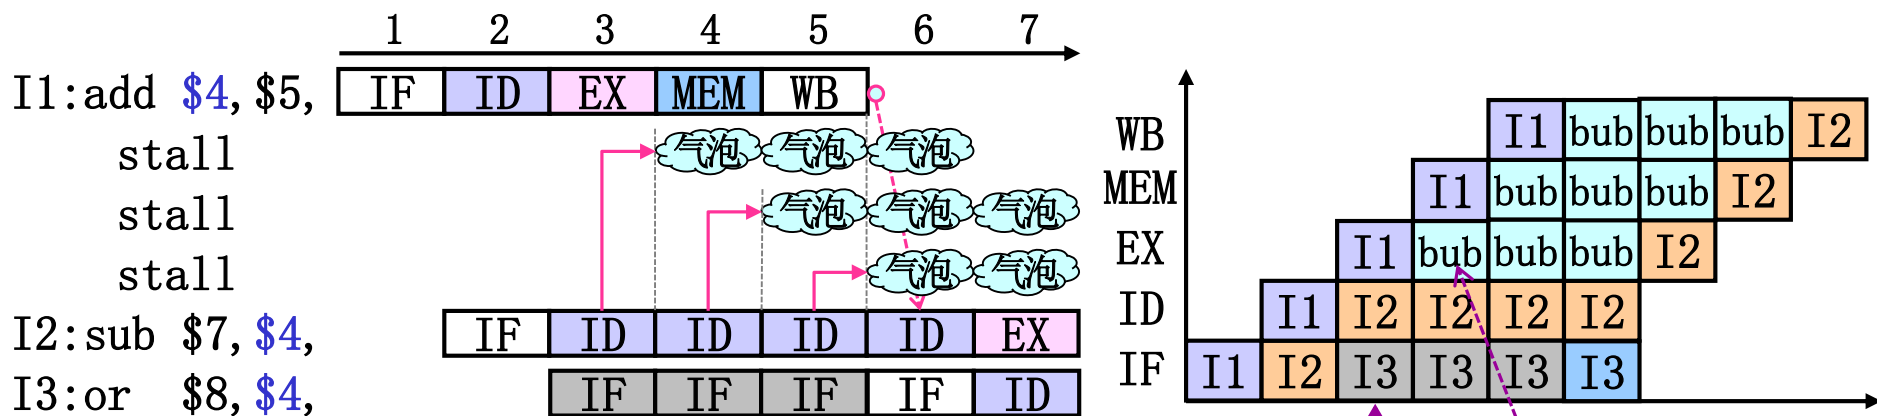 1 2 3 4 5 6 7
I1:add $4,$5, IF ID EX MEM WB
stall 气泡 气泡 气泡
stall 气泡 气泡 气泡
stall 气泡 气泡
I2:sub $7,$4, IF ID ID ID ID EX
I3:or $8,$4, IF IF IF IF ID
WB I1 bub bub bub I2
MEM I1 bub bub bub I2
EX I1 bub bub bub I2
ID I1 I2 I2 I2 I2
IF I1 I2 I3 I3 I3 I3